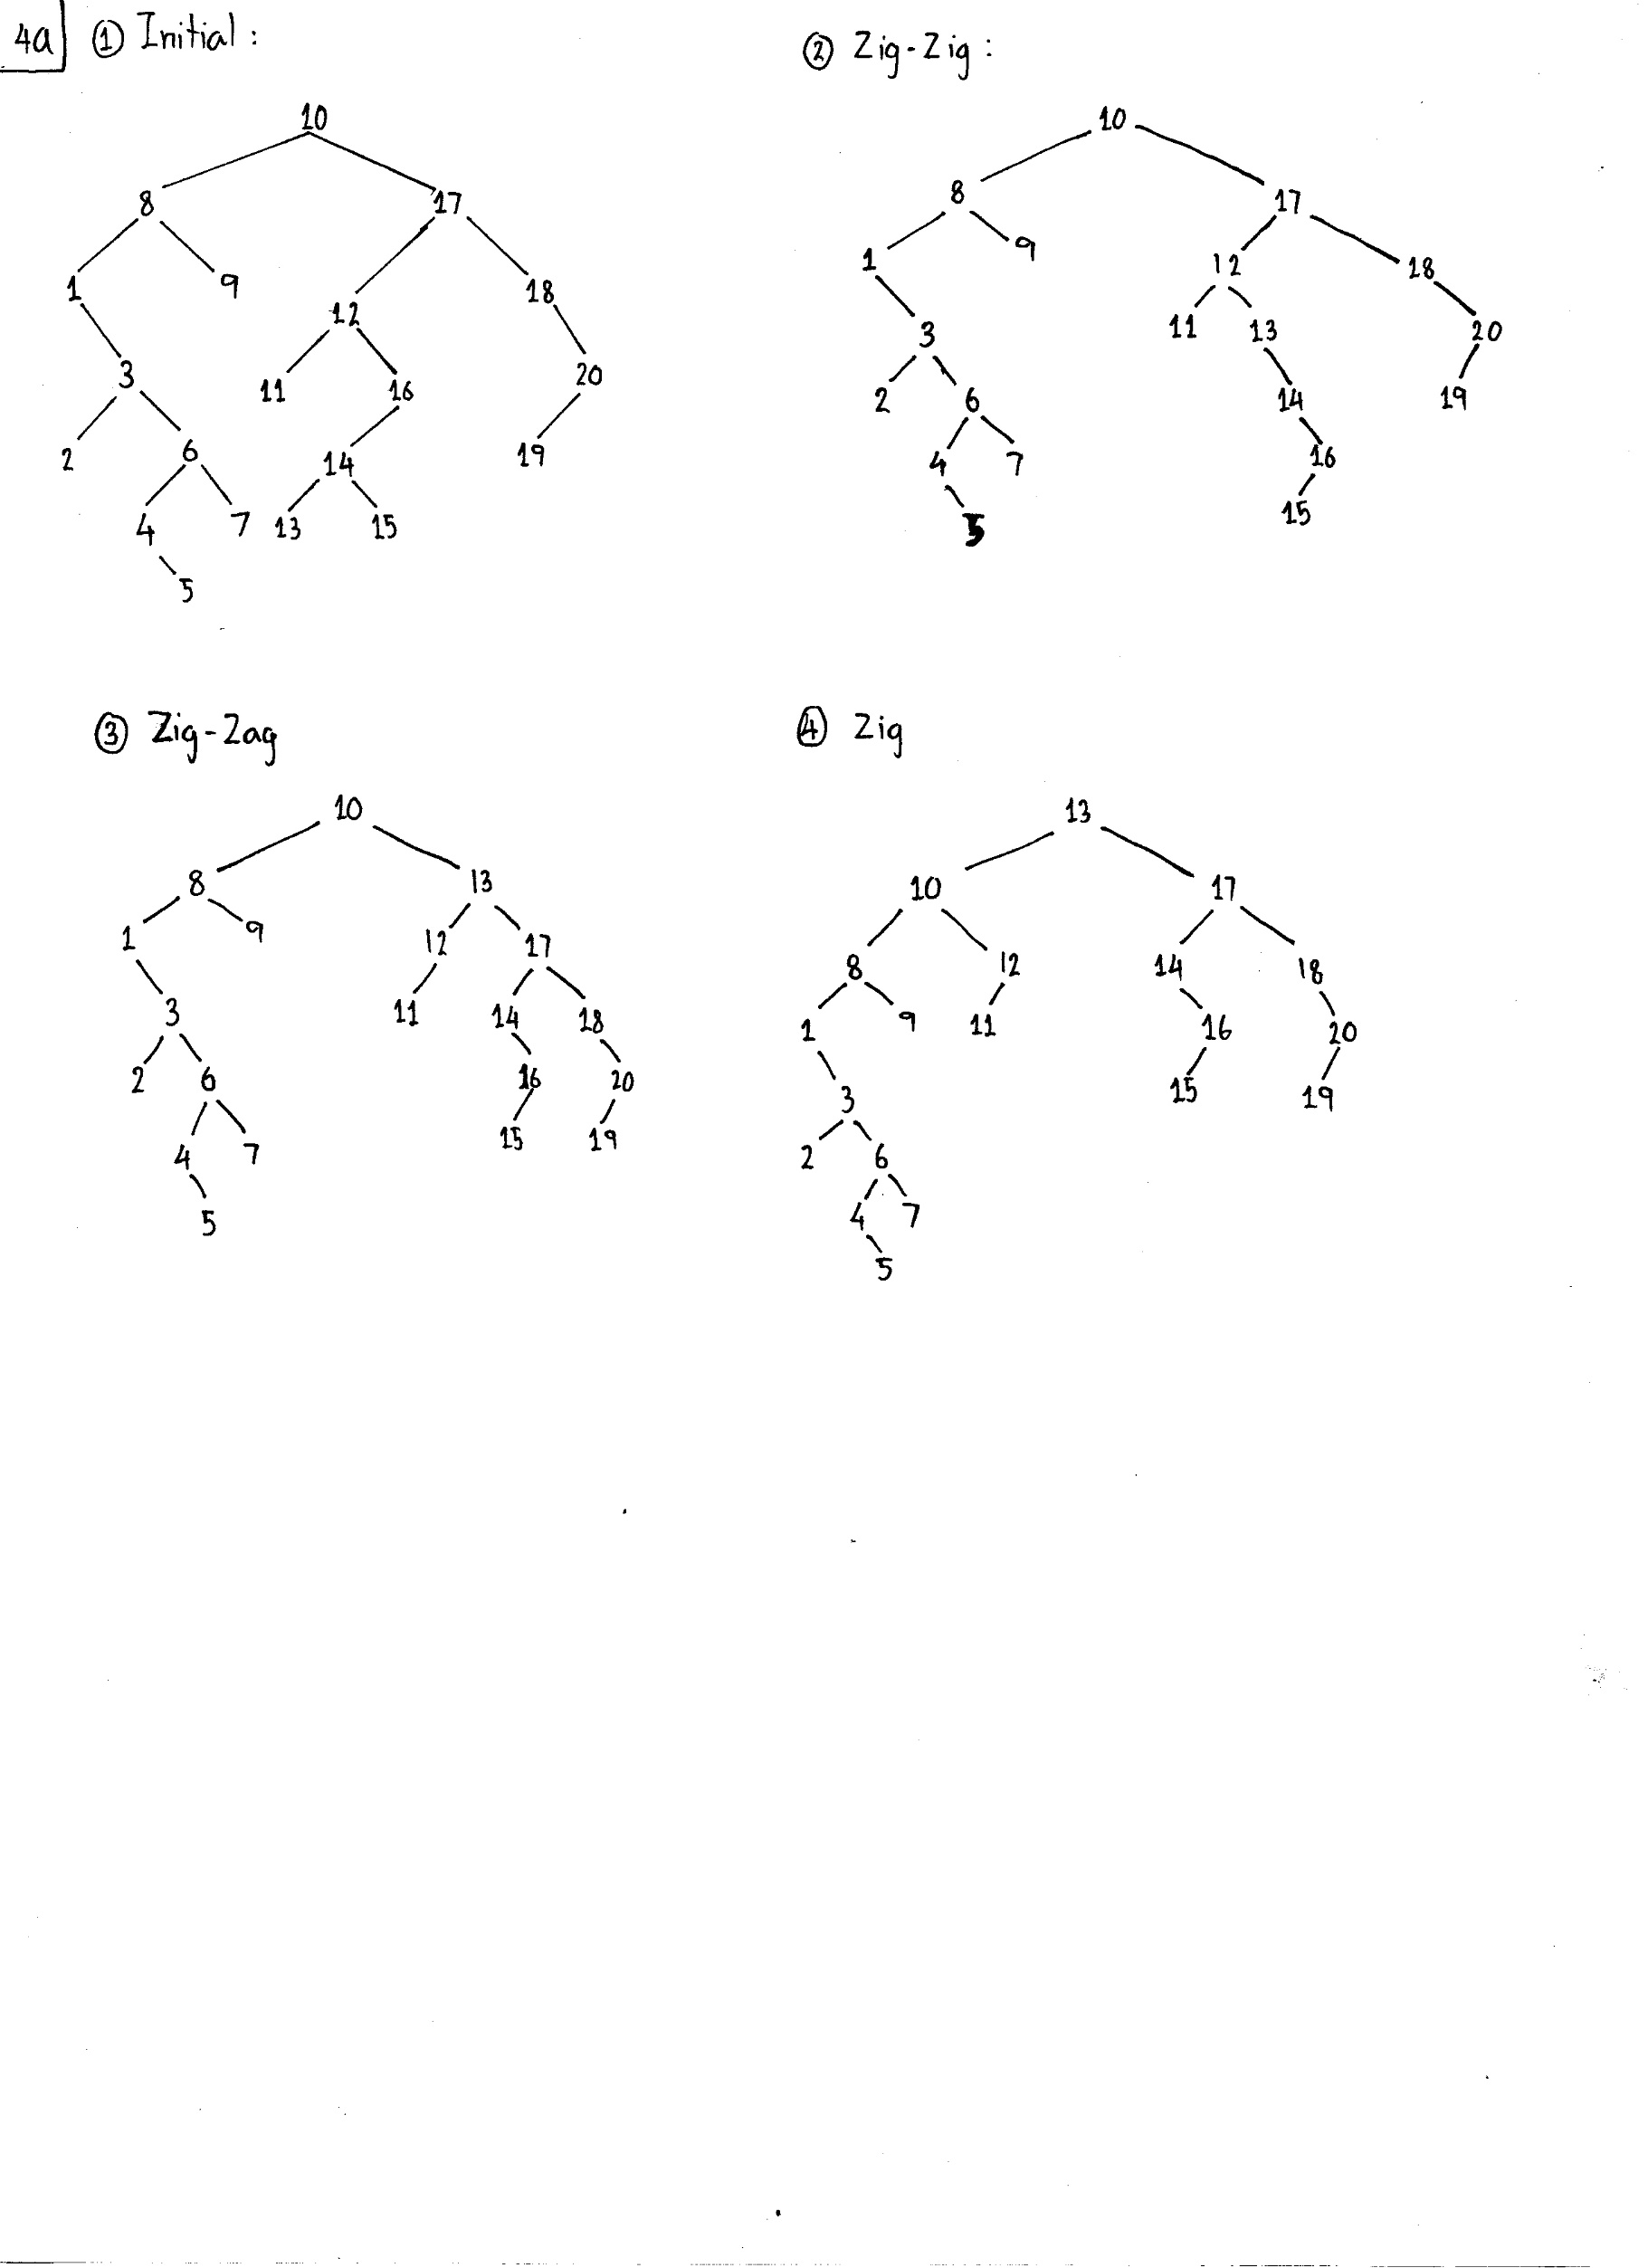 4a ① Initial :
10
8 17
1 9 12 18
3 11 16 20
2 6 14 19
4 7 13 15
5
② Zig-Zig :
10
8 17
1 9 12 18
3 11 13 20
2 6 14 19
4 7 16
5 15
③ Zig-Zag
10
8 13
1 9 12 17
3 11 14 18
2 6 16 20
4 7 15 19
5
④ Zig
13
10 17
8 12 14 18
1 9 11 16 20
3 15 19
2 6
4 7
5